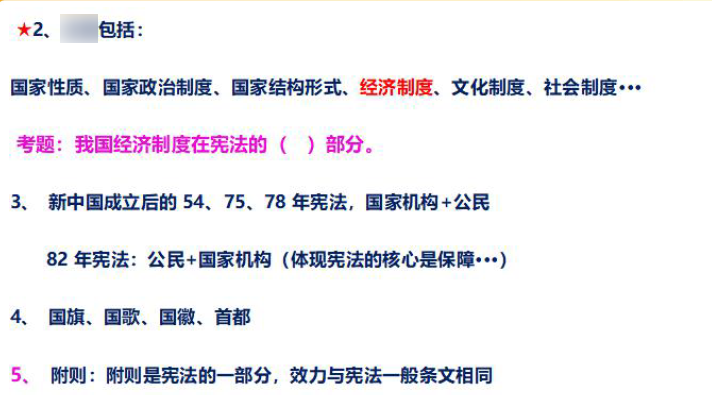 ★2、包括：
国家性质、国家政治制度、国家结构形式、经济制度、文化制度、社会制度•••
考题：我国经济制度在宪法的（　）部分。
3、 新中国成立后的 54、75、78 年宪法，国家机构+公民
82 年宪法：公民+国家机构（体现宪法的核心是保障•••）
4、 国旗、国歌、国徽、首都
5、 附则：附则是宪法的一部分，效力与宪法一般条文相同